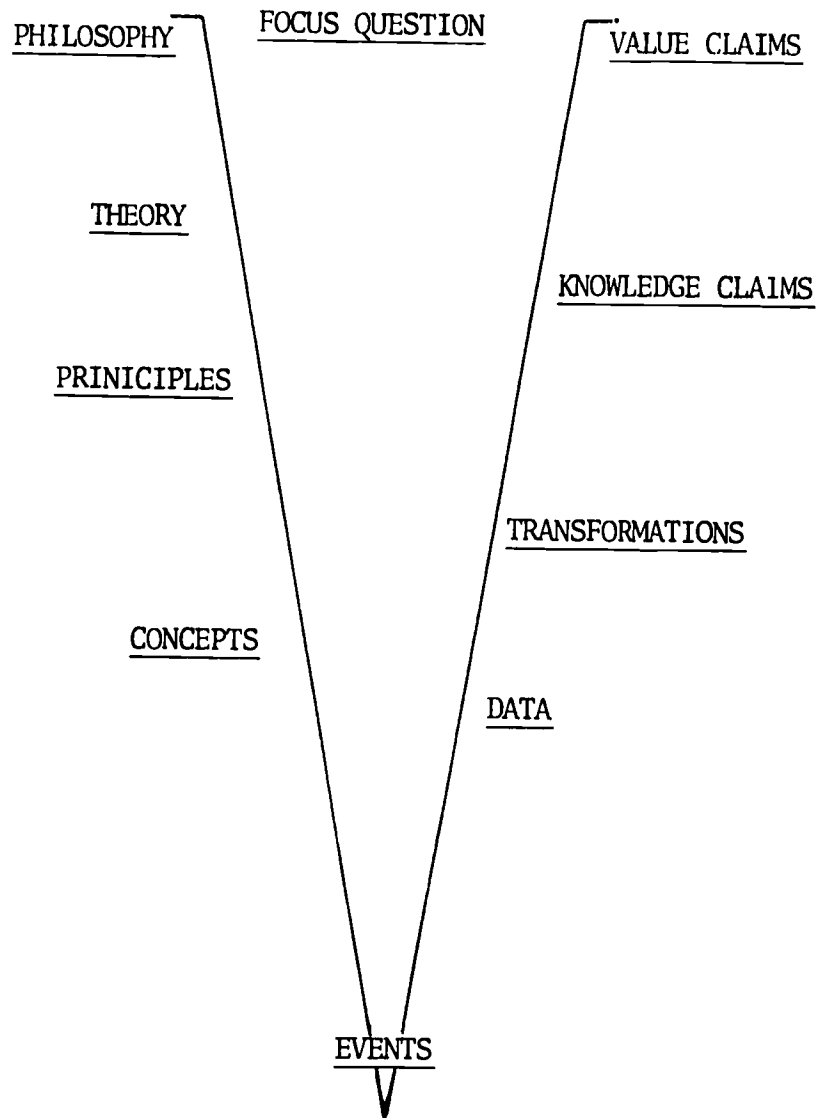 PHILOSOPHY
FOCUS QUESTION
VALUE CLAIMS
THEORY
KNOWLEDGE CLAIMS
PRINICIPLES
TRANSFORMATIONS
CONCEPTS
DATA
EVENTS